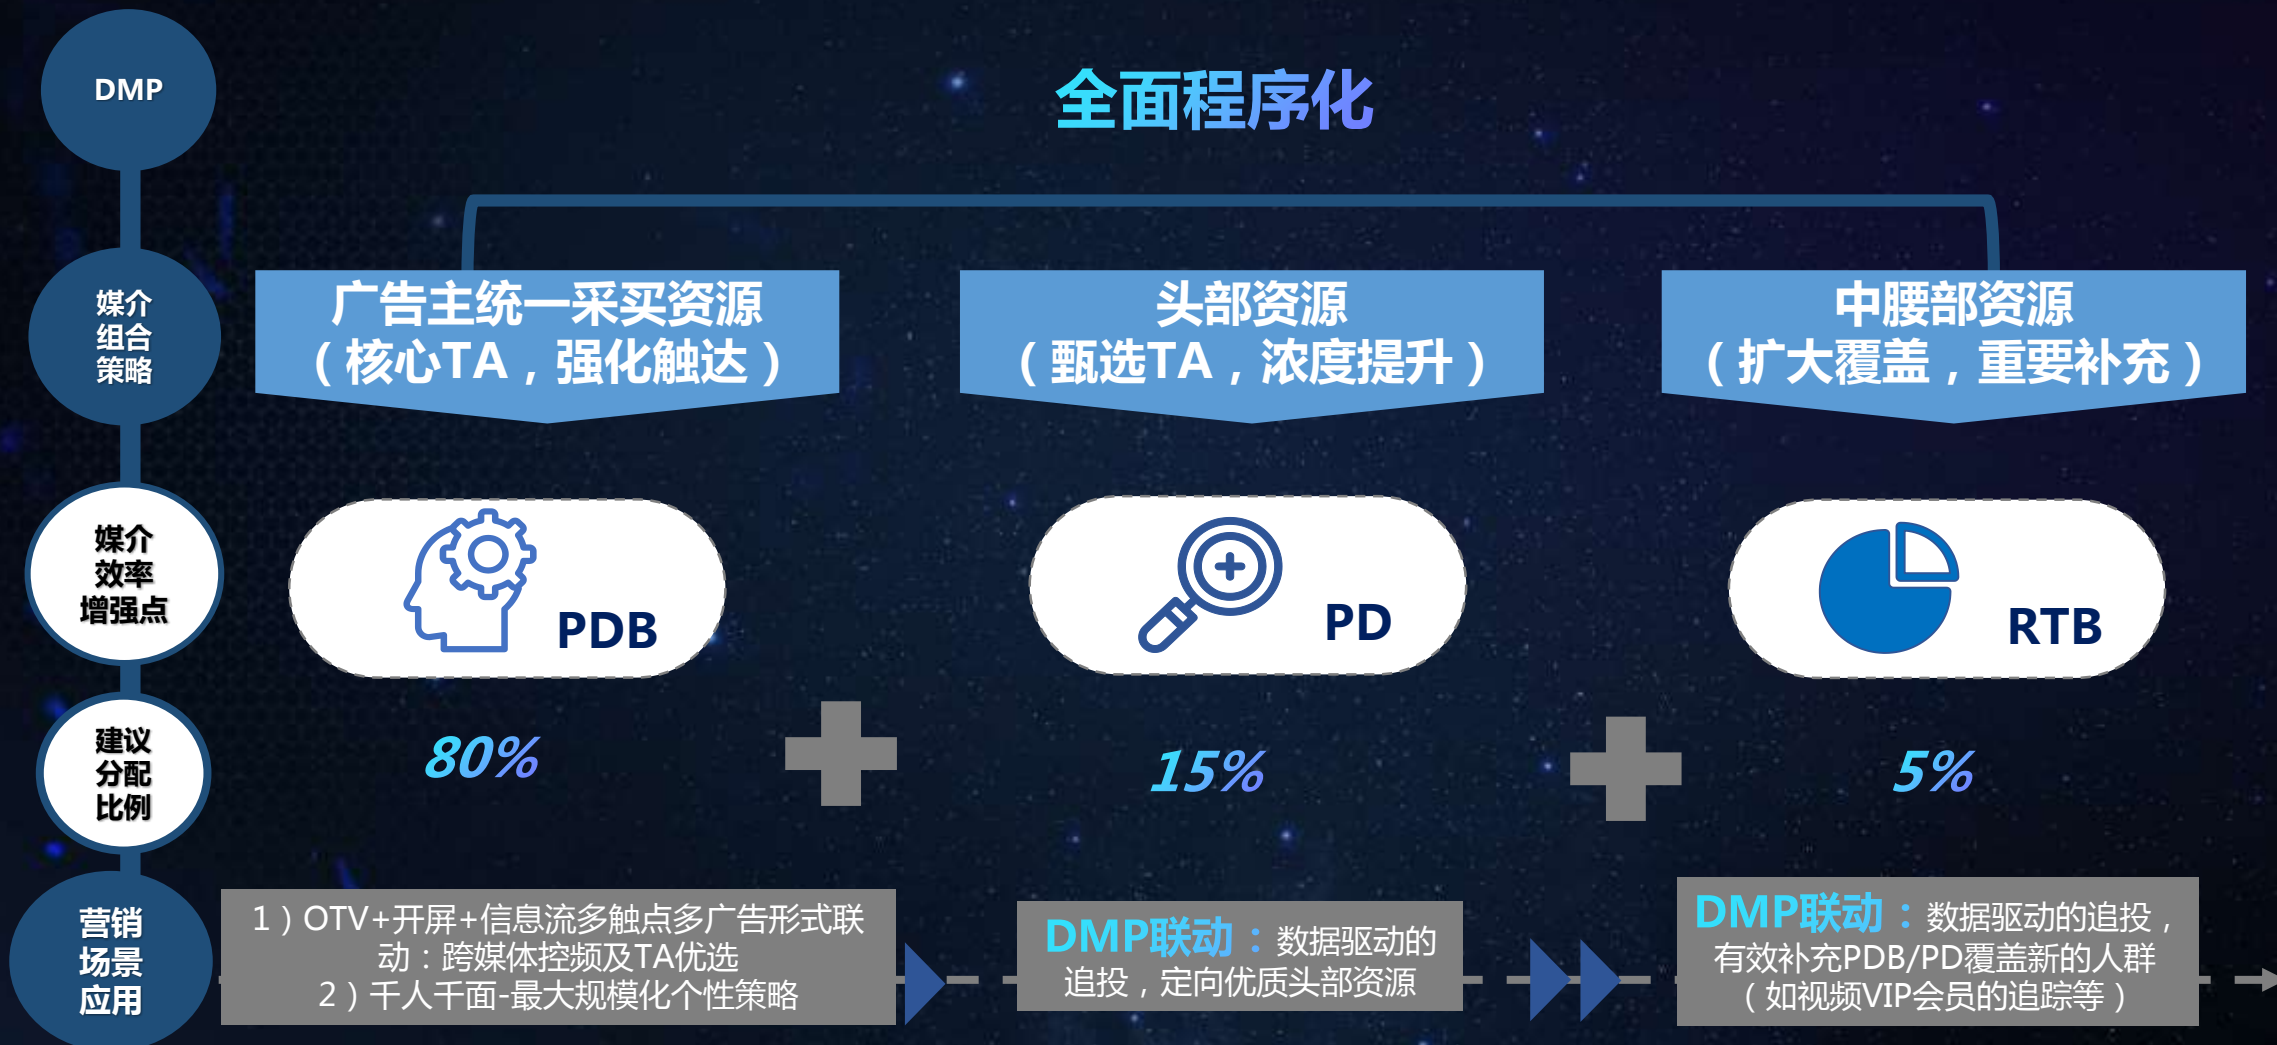 DMP
全面程序化
媒介
组合
策略
广告主统一采买资源
（核心TA，强化触达）
头部资源
（甄选TA，浓度提升）
中腰部资源
（扩大覆盖，重要补充）
媒介
效率
增强点
PDB
PD
RTB
建议
分配
比例
80%
15%
5%
营销
场景
应用
1）OTV+开屏+信息流多触点多广告形式联
动：跨媒体控频及TA优选
2）千人千面-最大规模化个性策略
DMP联动：数据驱动的
追投，定向优质头部资源
DMP联动：数据驱动的追投，
有效补充PDB/PD覆盖新的人群
（如视频VIP会员的追踪等）